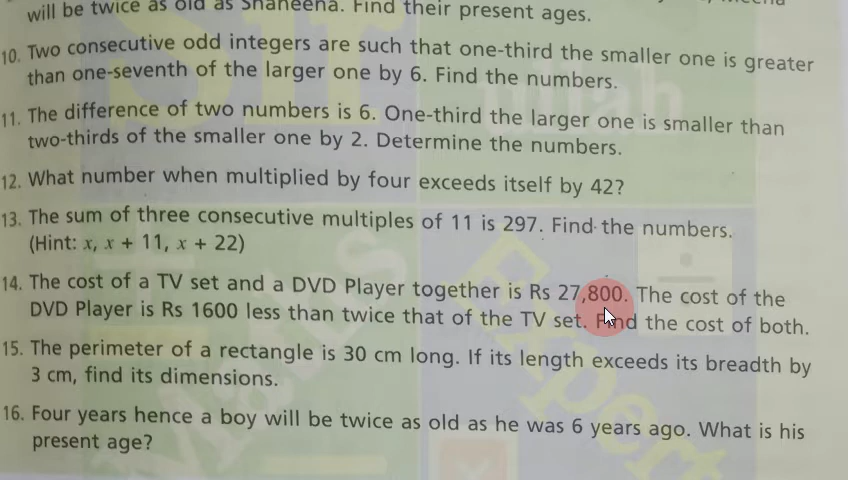 will be twice as old as Shaheena. Find their present ages.
10. Two consecutive odd integers are such that one-third the smaller one is greater
than one-seventh of the larger one by 6. Find the numbers.
11. The difference of two numbers is 6. One-third the larger one is smaller than
two-thirds of the smaller one by 2. Determine the numbers.
12. What number when multiplied by four exceeds itself by 42?
13. The sum of three consecutive multiples of 11 is 297. Find the numbers.
(Hint: x, x + 11, x + 22)
14. The cost of a TV set and a DVD Player together is Rs 27,800. The cost of the
DVD Player is Rs 1600 less than twice that of the TV set. Find the cost of both.
15. The perimeter of a rectangle is 30 cm long. If its length exceeds its breadth by
3 cm, find its dimensions.
16. Four years hence a boy will be twice as old as he was 6 years ago. What is his
present age?
Sir
Maths
Expert